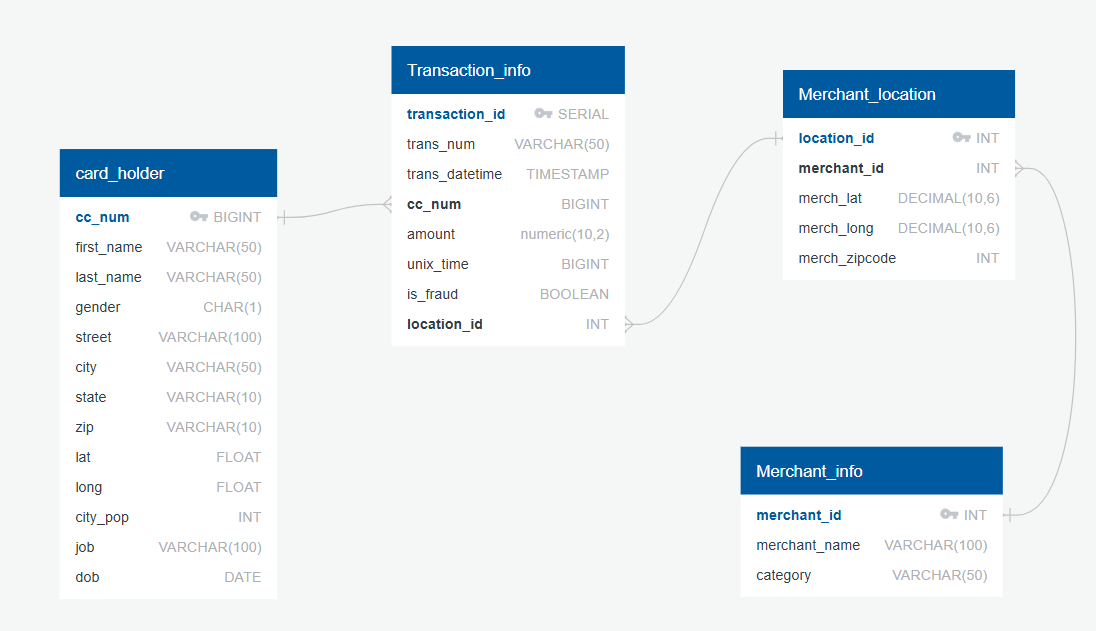 card_holder
cc_num BIGINT
first_name VARCHAR(50)
last_name VARCHAR(50)
gender CHAR(1)
street VARCHAR(100)
city VARCHAR(50)
state VARCHAR(10)
zip VARCHAR(10)
lat FLOAT
long FLOAT
city_pop INT
job VARCHAR(100)
dob DATE
Transaction_info
transaction_id SERIAL
trans_num VARCHAR(50)
trans_datetime TIMESTAMP
cc_num BIGINT
amount numeric(10,2)
unix_time BIGINT
is_fraud BOOLEAN
location_id INT
Merchant_location
location_id INT
merchant_id INT
merch_lat DECIMAL(10,6)
merch_long DECIMAL(10,6)
merch_zipcode INT
Merchant_info
merchant_id INT
merchant_name VARCHAR(100)
category VARCHAR(50)